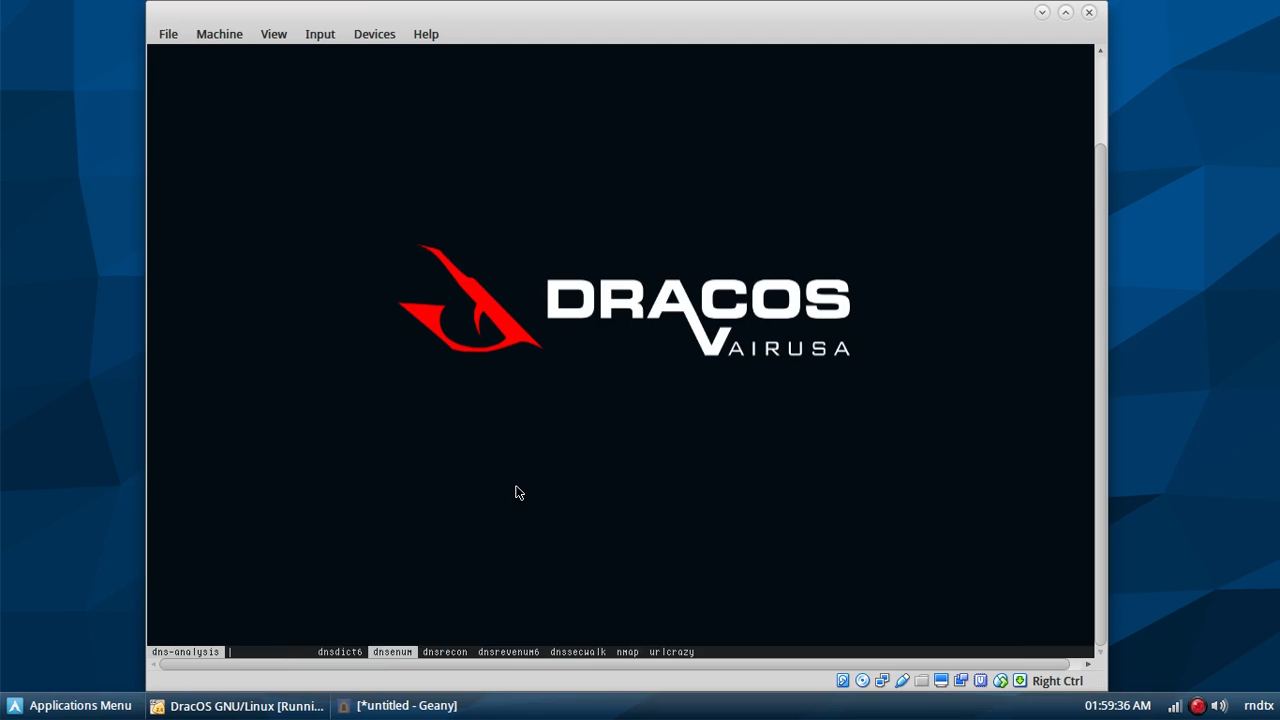 File Machine View Input Devices Help
DRACOS
VAIRUSA
dns-analysis dnsdict6 dnsenum dnsrecon dnsrevenum6 dnssecwalk nmap urlcrazy
Right Ctrl
Applications Menu DracOS GNU/Linux [Runni... [*untitled - Geany] 01:59:36 AM rndtx